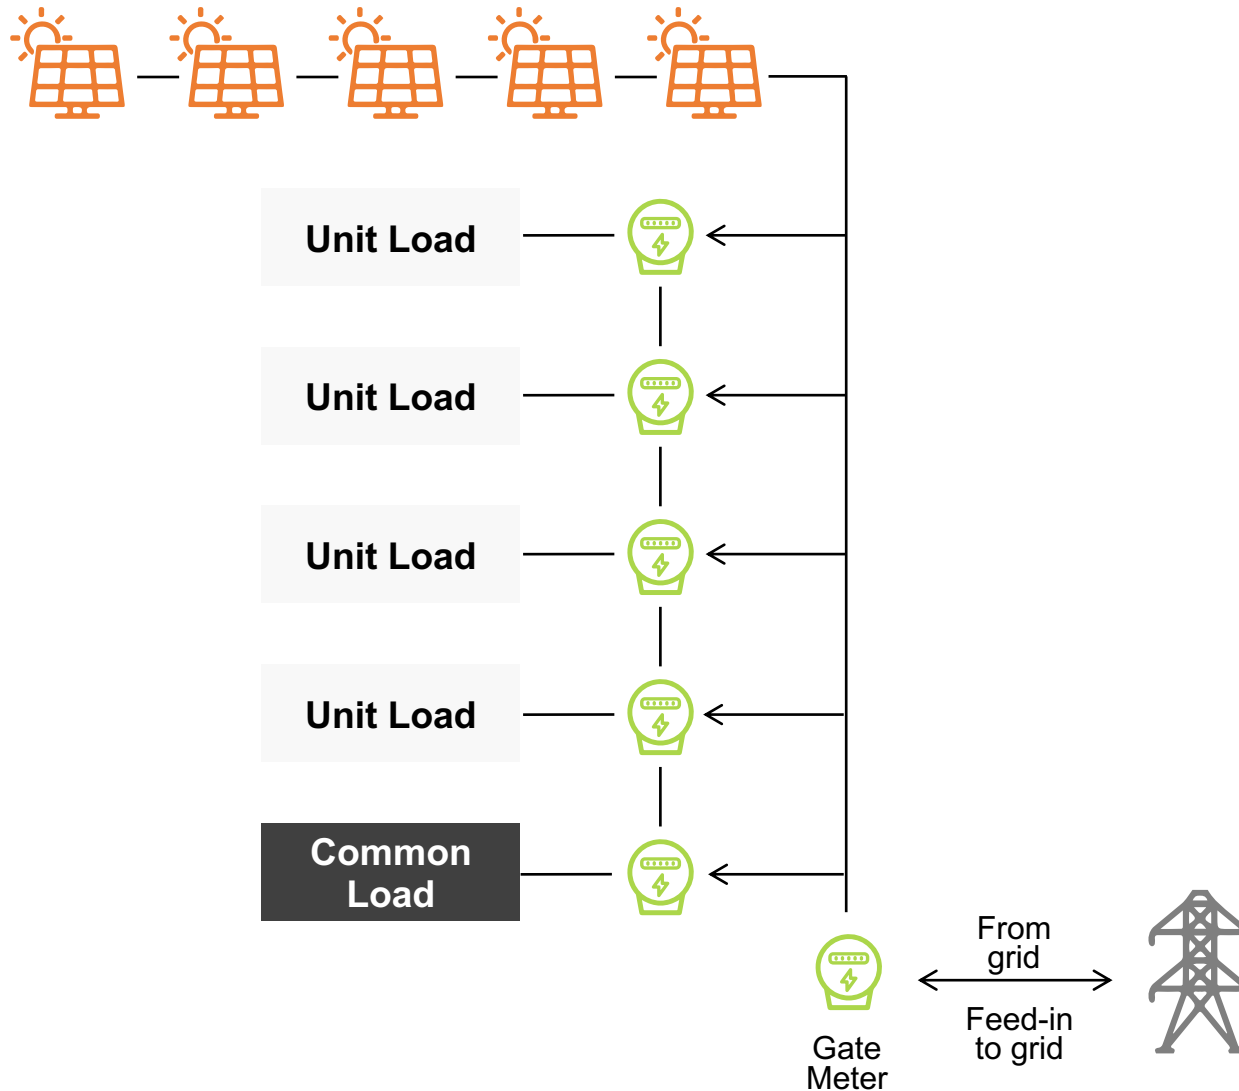 Unit Load
Unit Load
Unit Load
Unit Load
Common
Load
From
grid
Feed-in
to grid
Gate
Meter